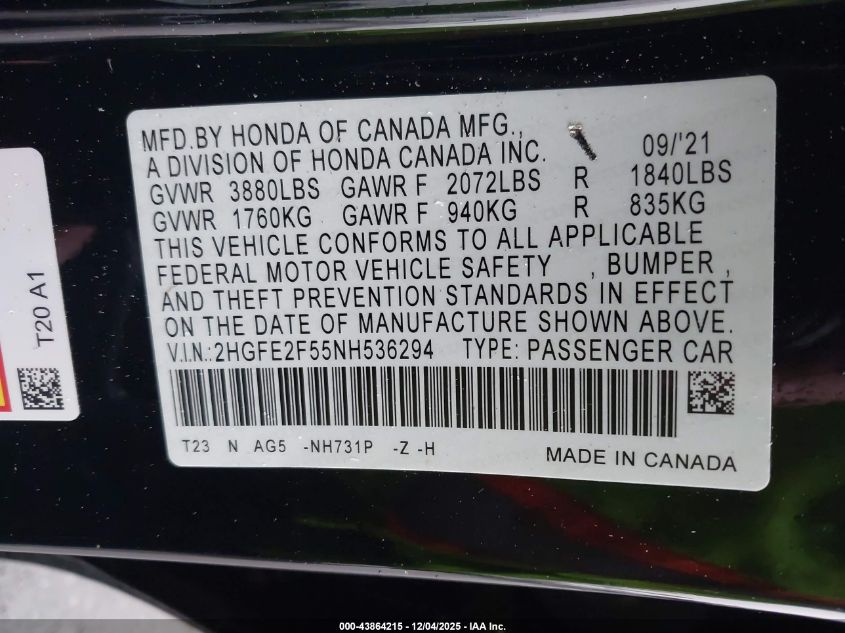 MFD.BY HONDA OF CANADA MFG.,
A DIVISION OF HONDA CANADA INC. 09/'21
GVWR 3880LBS GAWR F 2072LBS R 1840LBS
GVWR 1760KG GAWR F 940KG R 835KG
THIS VEHICLE CONFORMS TO ALL APPLICABLE
FEDERAL MOTOR VEHICLE SAFETY , BUMPER ,
AND THEFT PREVENTION STANDARDS IN EFFECT
ON THE DATE OF MANUFACTURE SHOWN ABOVE.
V.I.N.:2HGFE2F55NH536294 TYPE: PASSENGER CAR
T23 N AG5 -NH731P -Z -H
MADE IN CANADA
T20 A1
000-43864215 - 12/04/2025 - IAA Inc.